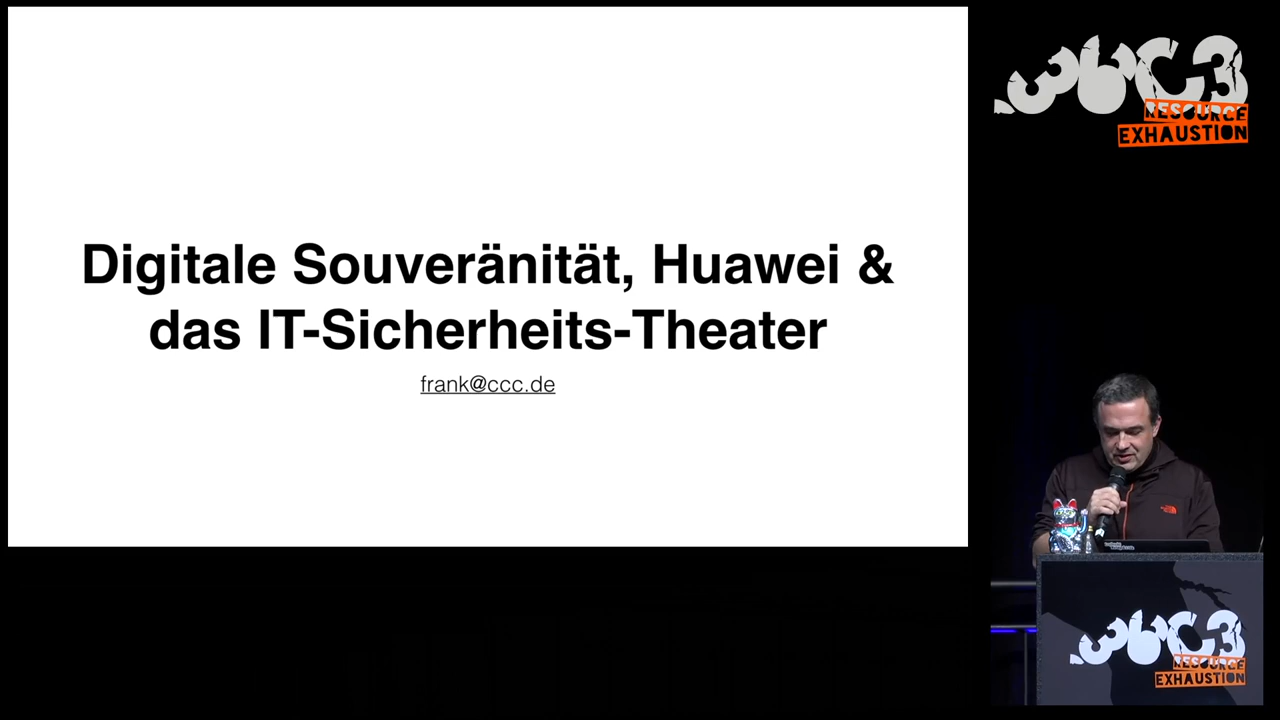 Digitale Souveränität, Huawei &
das IT-Sicherheits-Theater
frank@ccc.de
36C3
RESOURCE
EXHAUSTION
36C3
RESOURCE
EXHAUSTION